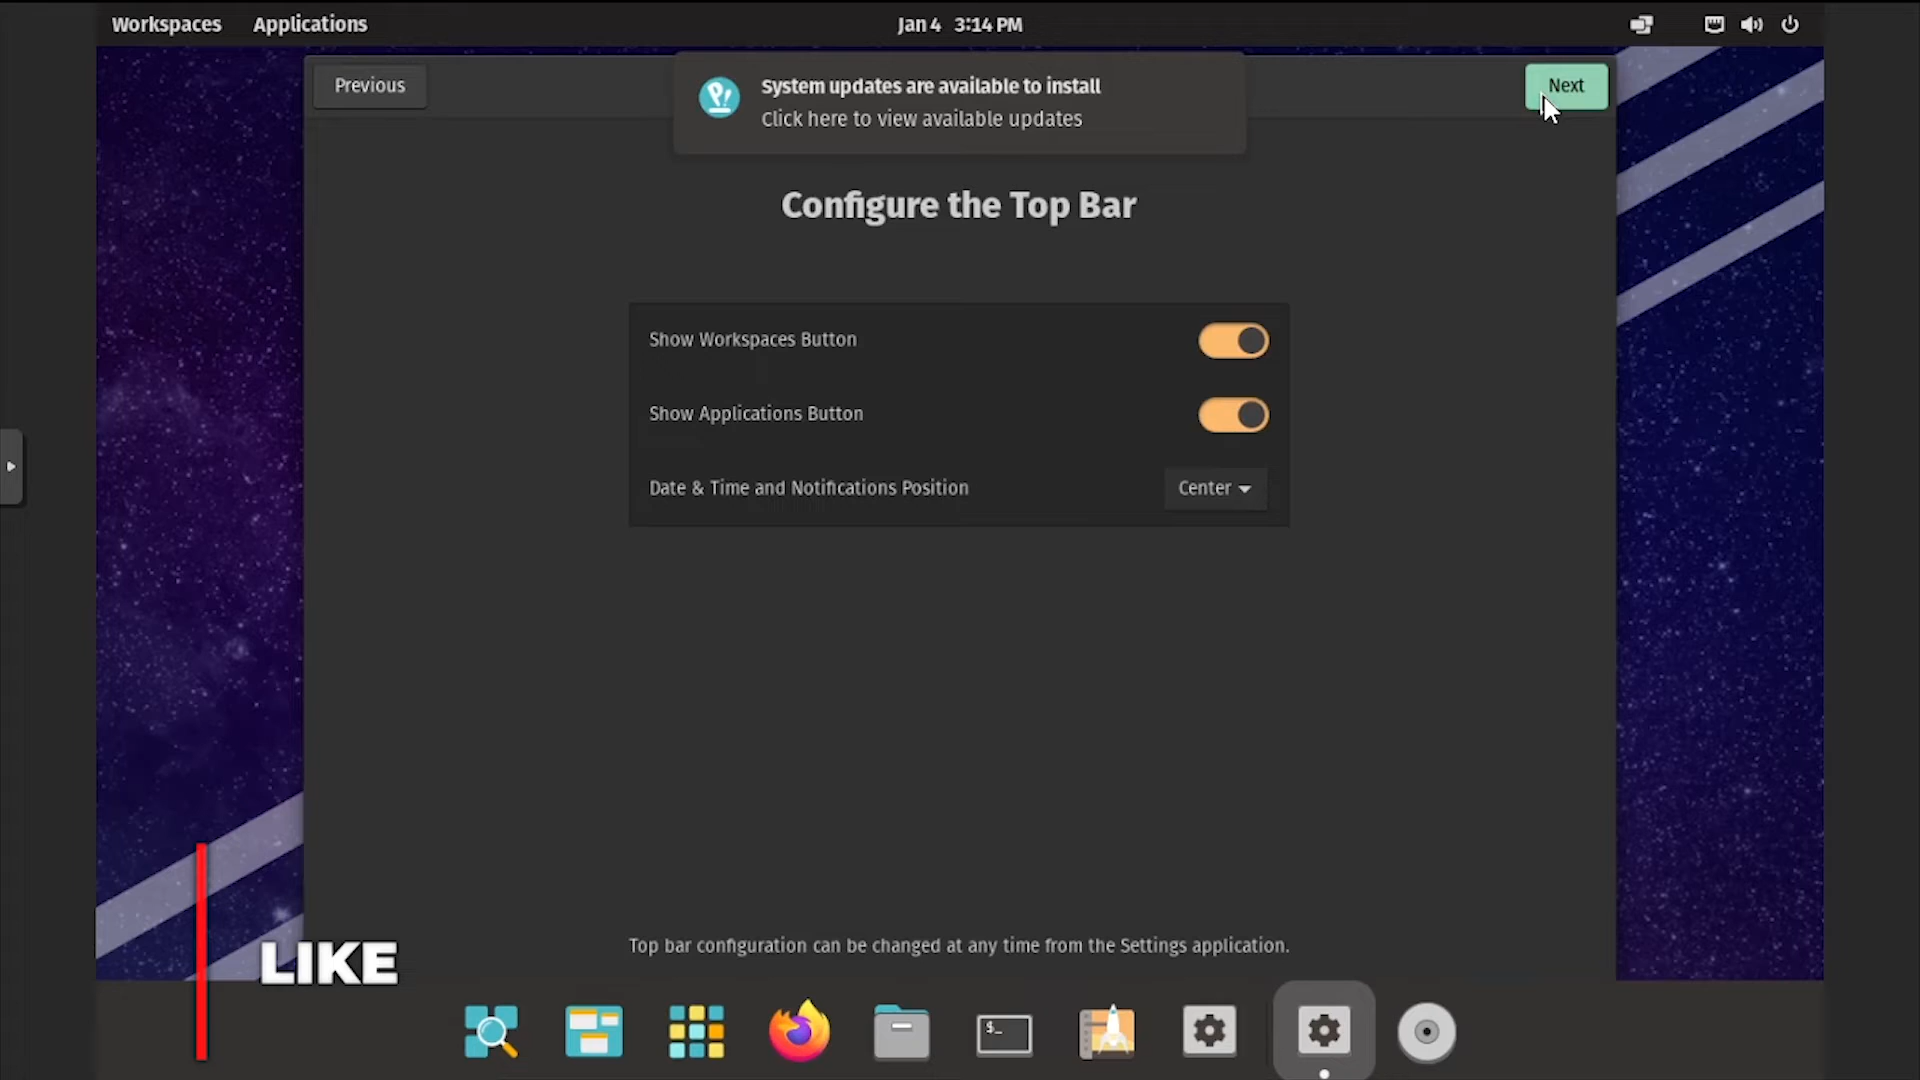 Workspaces Applications Jan 4 3:14 PM
Previous
System updates are available to install
Click here to view available updates
Next
Configure the Top Bar
Show Workspaces Button
Show Applications Button
Date & Time and Notifications Position Center
Top bar configuration can be changed at any time from the Settings application.
LIKE
$_